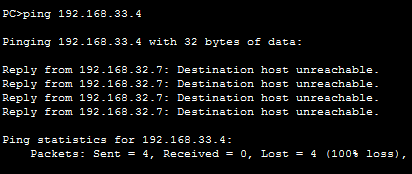 PC>ping 192.168.33.4
Pinging 192.168.33.4 with 32 bytes of data:
Reply from 192.168.32.7: Destination host unreachable.
Reply from 192.168.32.7: Destination host unreachable.
Reply from 192.168.32.7: Destination host unreachable.
Reply from 192.168.32.7: Destination host unreachable.
Ping statistics for 192.168.33.4:
    Packets: Sent = 4, Received = 0, Lost = 4 (100% loss),